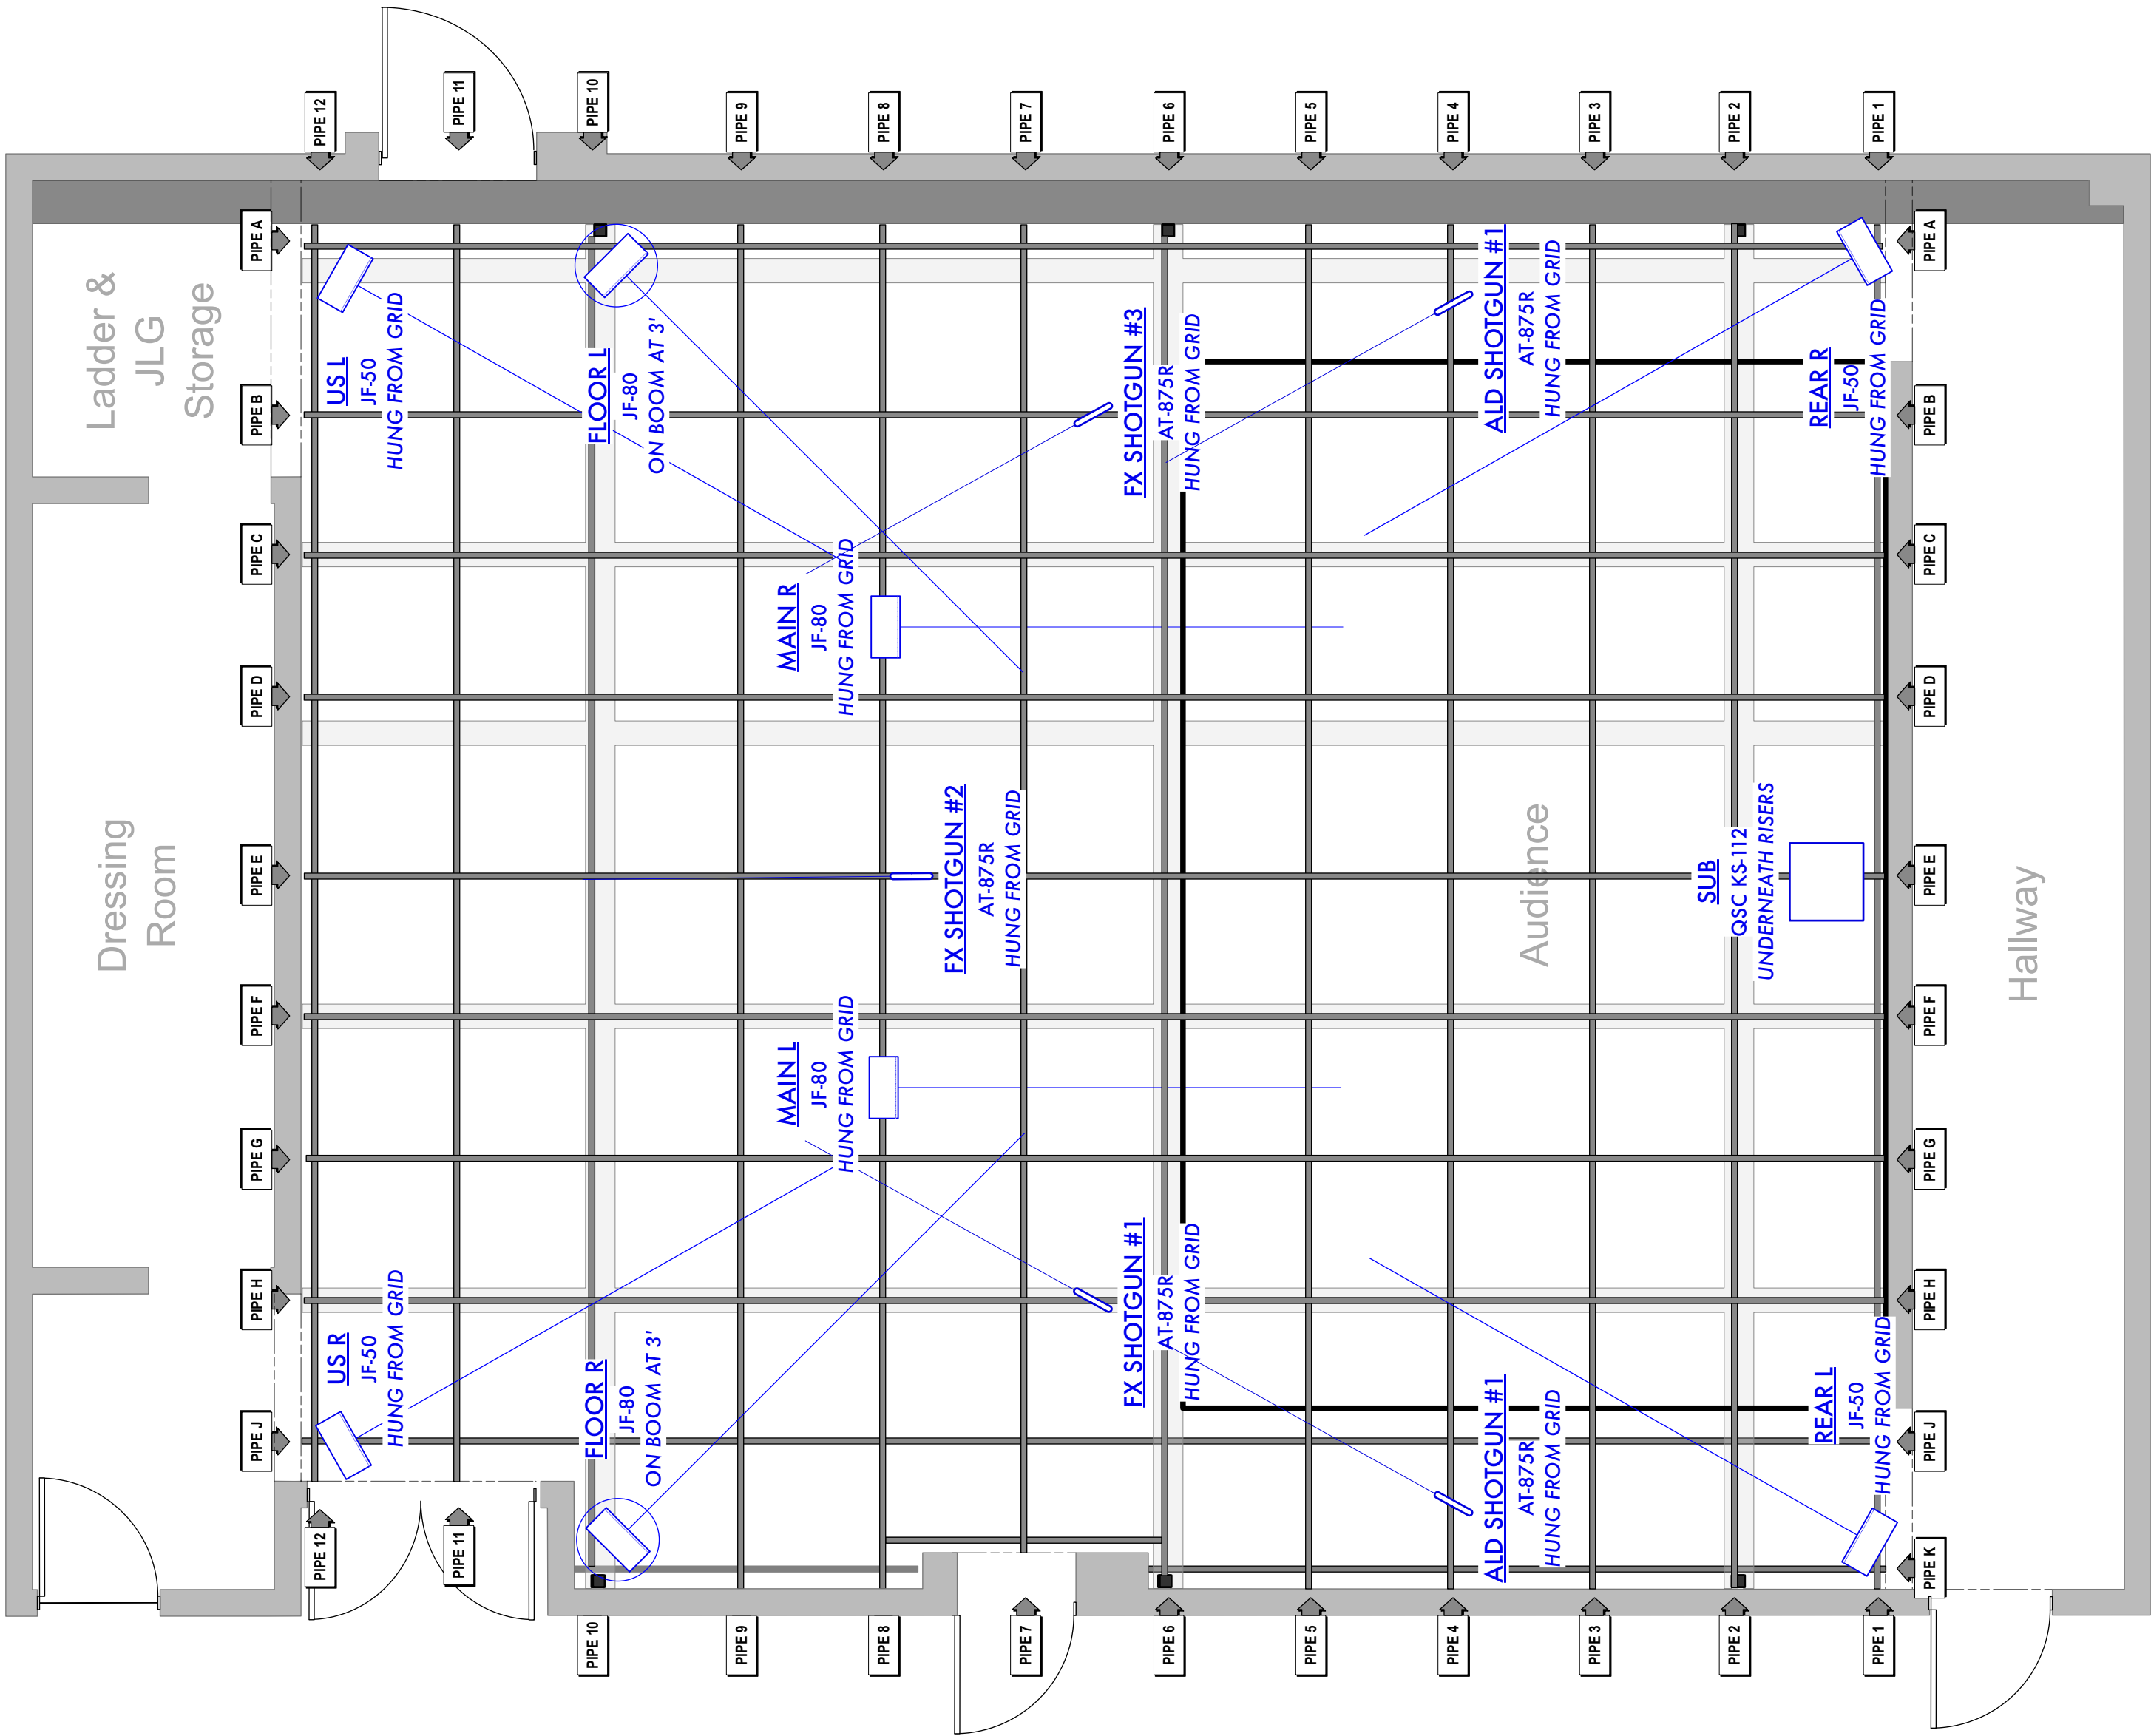 Dressing
Room
Ladder &
JLG
Storage
PIPE J
PIPE H
PIPE G
PIPE F
PIPE E
PIPE D
PIPE C
PIPE B
PIPE A
PIPE 12
PIPE 12
US R
JF-50
HUNG FROM GRID
US L
JF-50
HUNG FROM GRID
PIPE 11
PIPE 11
PIPE 10
PIPE 10
FLOOR R
JF-80
ON BOOM AT 3'
FLOOR L
JF-80
ON BOOM AT 3'
PIPE 9
PIPE 9
MAIN L
JF-80
HUNG FROM GRID
MAIN R
JF-80
HUNG FROM GRID
PIPE 8
PIPE 8
FX SHOTGUN #2
AT-875R
HUNG FROM GRID
PIPE 7
PIPE 7
FX SHOTGUN #1
AT-875R
HUNG FROM GRID
FX SHOTGUN #3
AT-875R
HUNG FROM GRID
PIPE 6
PIPE 6
PIPE 5
PIPE 5
PIPE 4
PIPE 4
ALD SHOTGUN #1
AT-875R
HUNG FROM GRID
Audience
ALD SHOTGUN #1
AT-875R
HUNG FROM GRID
PIPE 3
PIPE 3
SUB
QSC KS-112
UNDERNEATH RISERS
PIPE 2
PIPE 2
REAR L
JF-50
HUNG FROM GRID
REAR R
JF-50
HUNG FROM GRID
PIPE 1
PIPE 1
PIPE K
PIPE J
PIPE H
PIPE G
PIPE F
PIPE E
PIPE D
PIPE C
PIPE B
PIPE A
Hallway